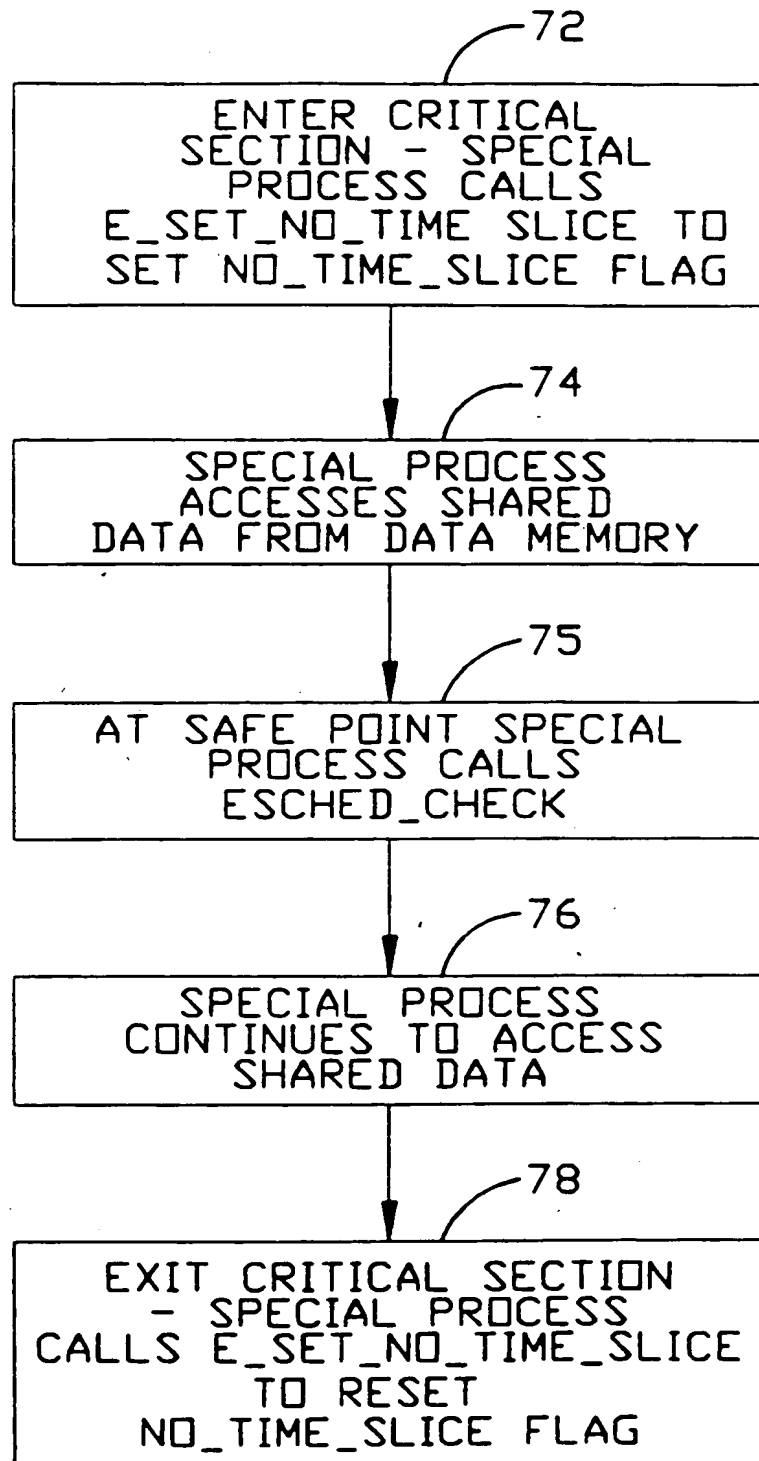 72
ENTER CRITICAL
SECTION - SPECIAL
PROCESS CALLS
E_SET_NO_TIME SLICE TO
SET NO_TIME_SLICE FLAG
74
SPECIAL PROCESS
ACCESSES SHARED
DATA FROM DATA MEMORY
75
AT SAFE POINT SPECIAL
PROCESS CALLS
ESCHED_CHECK
76
SPECIAL PROCESS
CONTINUES TO ACCESS
SHARED DATA
78
EXIT CRITICAL SECTION
- SPECIAL PROCESS
CALLS E_SET_NO_TIME_SLICE
TO RESET
NO_TIME_SLICE FLAG